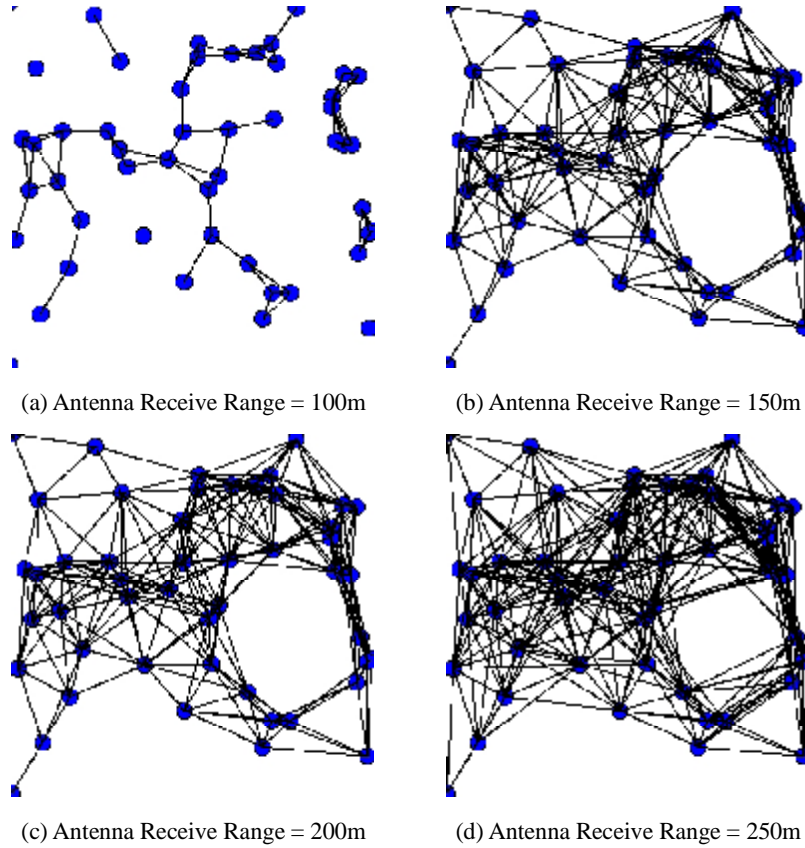 (a) Antenna Receive Range = 100m
(b) Antenna Receive Range = 150m
(c) Antenna Receive Range = 200m
(d) Antenna Receive Range = 250m